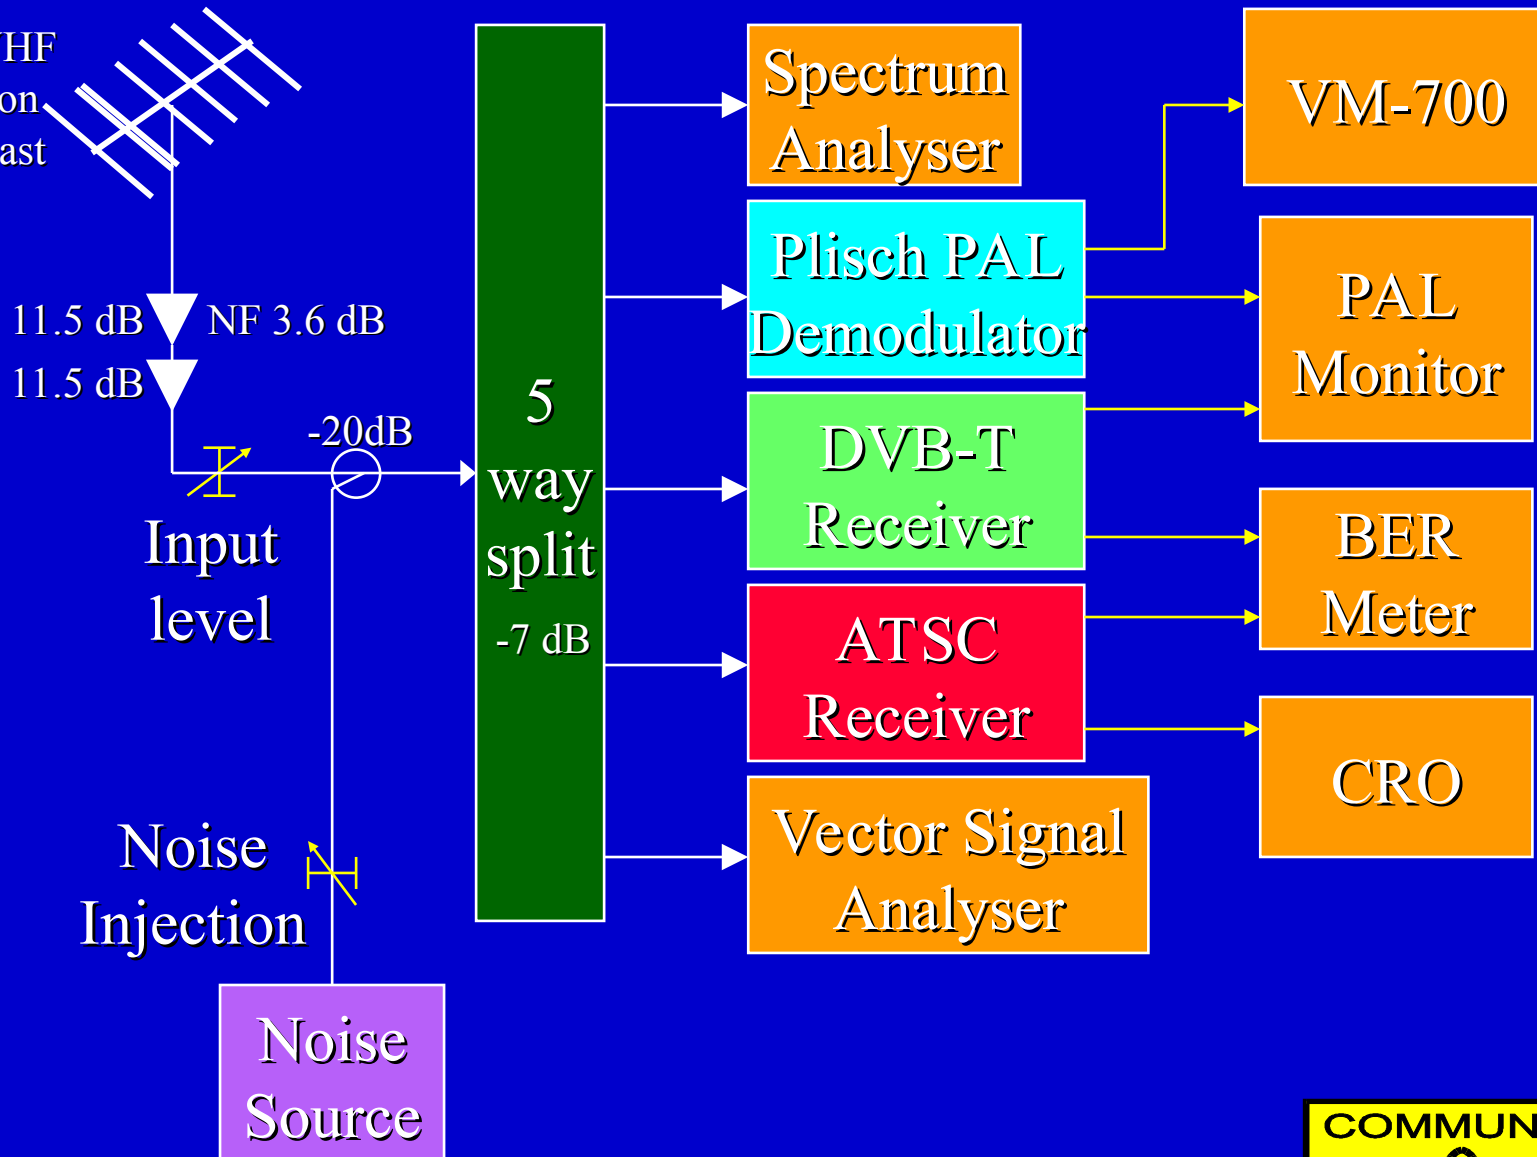 on
ast
11.5 dB
NF 3.6 dB
11.5 dB
-20dB
Input
level
Noise
Injection
Noise
Source
5
way
split
-7 dB
Spectrum
Analyser
Plisch PAL
Demodulator
DVB-T
Receiver
ATSC
Receiver
Vector Signal
Analyser
VM-700
PAL
Monitor
BER
Meter
CRO
COMMUN